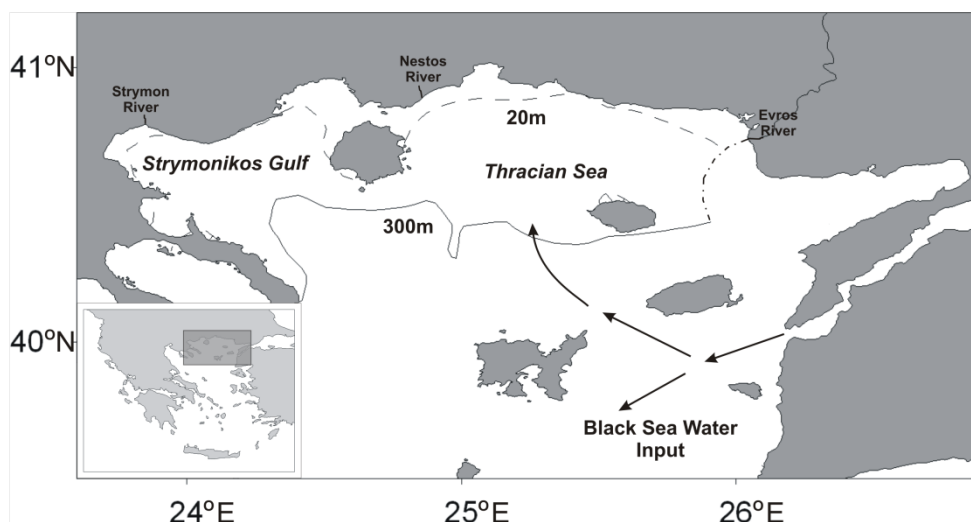 41ºN
Strymon
River
Nestos
River
Evros
River
20m
Strymonikos Gulf
Thracian Sea
300m
40ºN
Black Sea Water
Input
24ºE
25ºE
26ºE